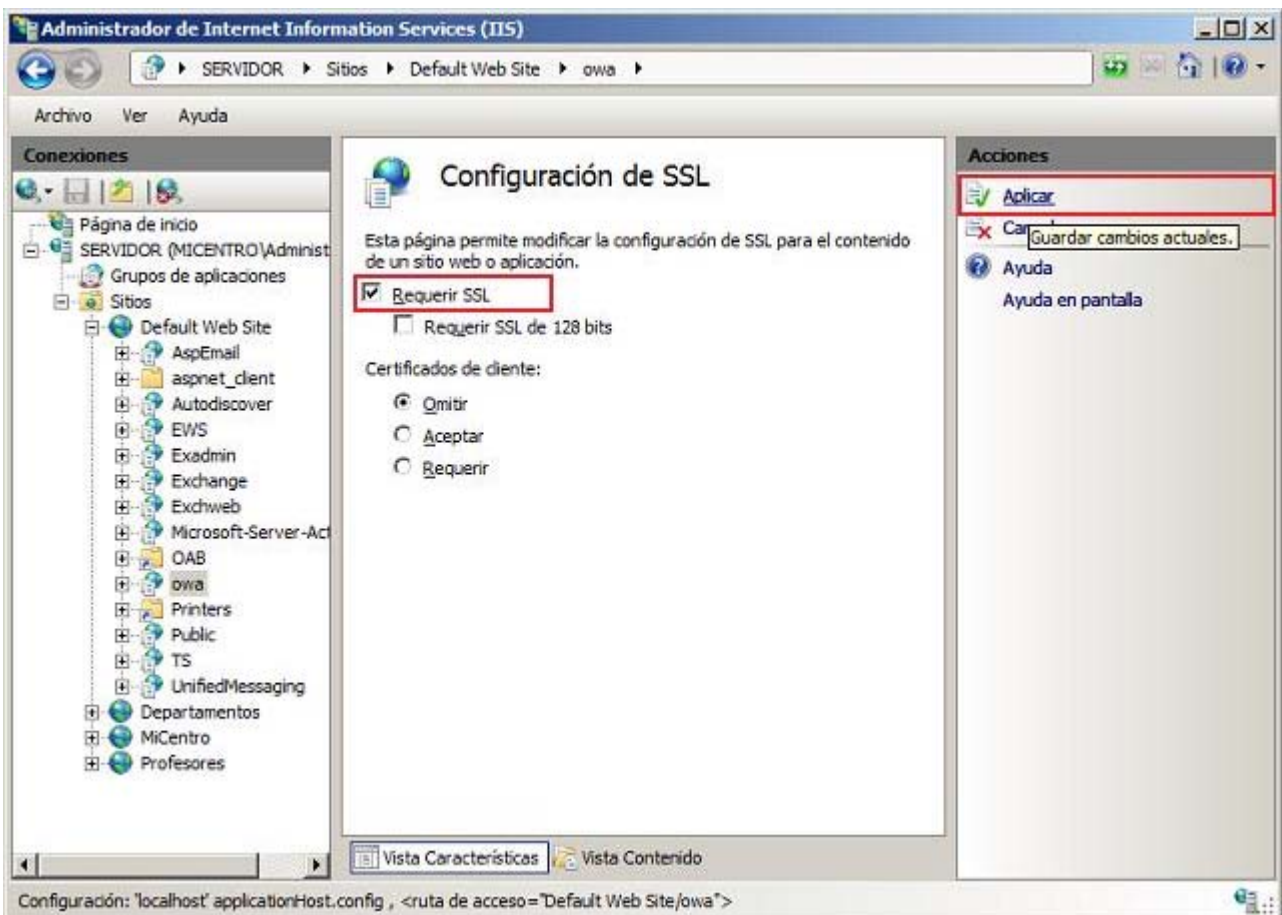 Administrador de Internet Information Services (IIS)
SERVIDOR Sitios Default Web Site owa
Archivo Ver Ayuda
Conexiones
Página de inicio
SERVIDOR (MICENTRO\Administ
Grupos de aplicaciones
Sitios
Default Web Site
AspEmail
aspnet_client
Autodiscover
EWS
Exadmin
Exchange
Exchweb
Microsoft-Server-Act
OAB
owa
Printers
Public
TS
UnifiedMessaging
Departamentos
MiCentro
Profesores
Configuración de SSL
Esta página permite modificar la configuración de SSL para el contenido
de un sitio web o aplicación.
Requerir SSL
Requerir SSL de 128 bits
Certificados de cliente:
Omitir
Aceptar
Requerir
Vista Características Vista Contenido
Acciones
Aplicar
Guardar cambios actuales.
Ayuda
Ayuda en pantalla
Configuración: 'localhost' applicationHost.config , <ruta de acceso="Default Web Site/owa">